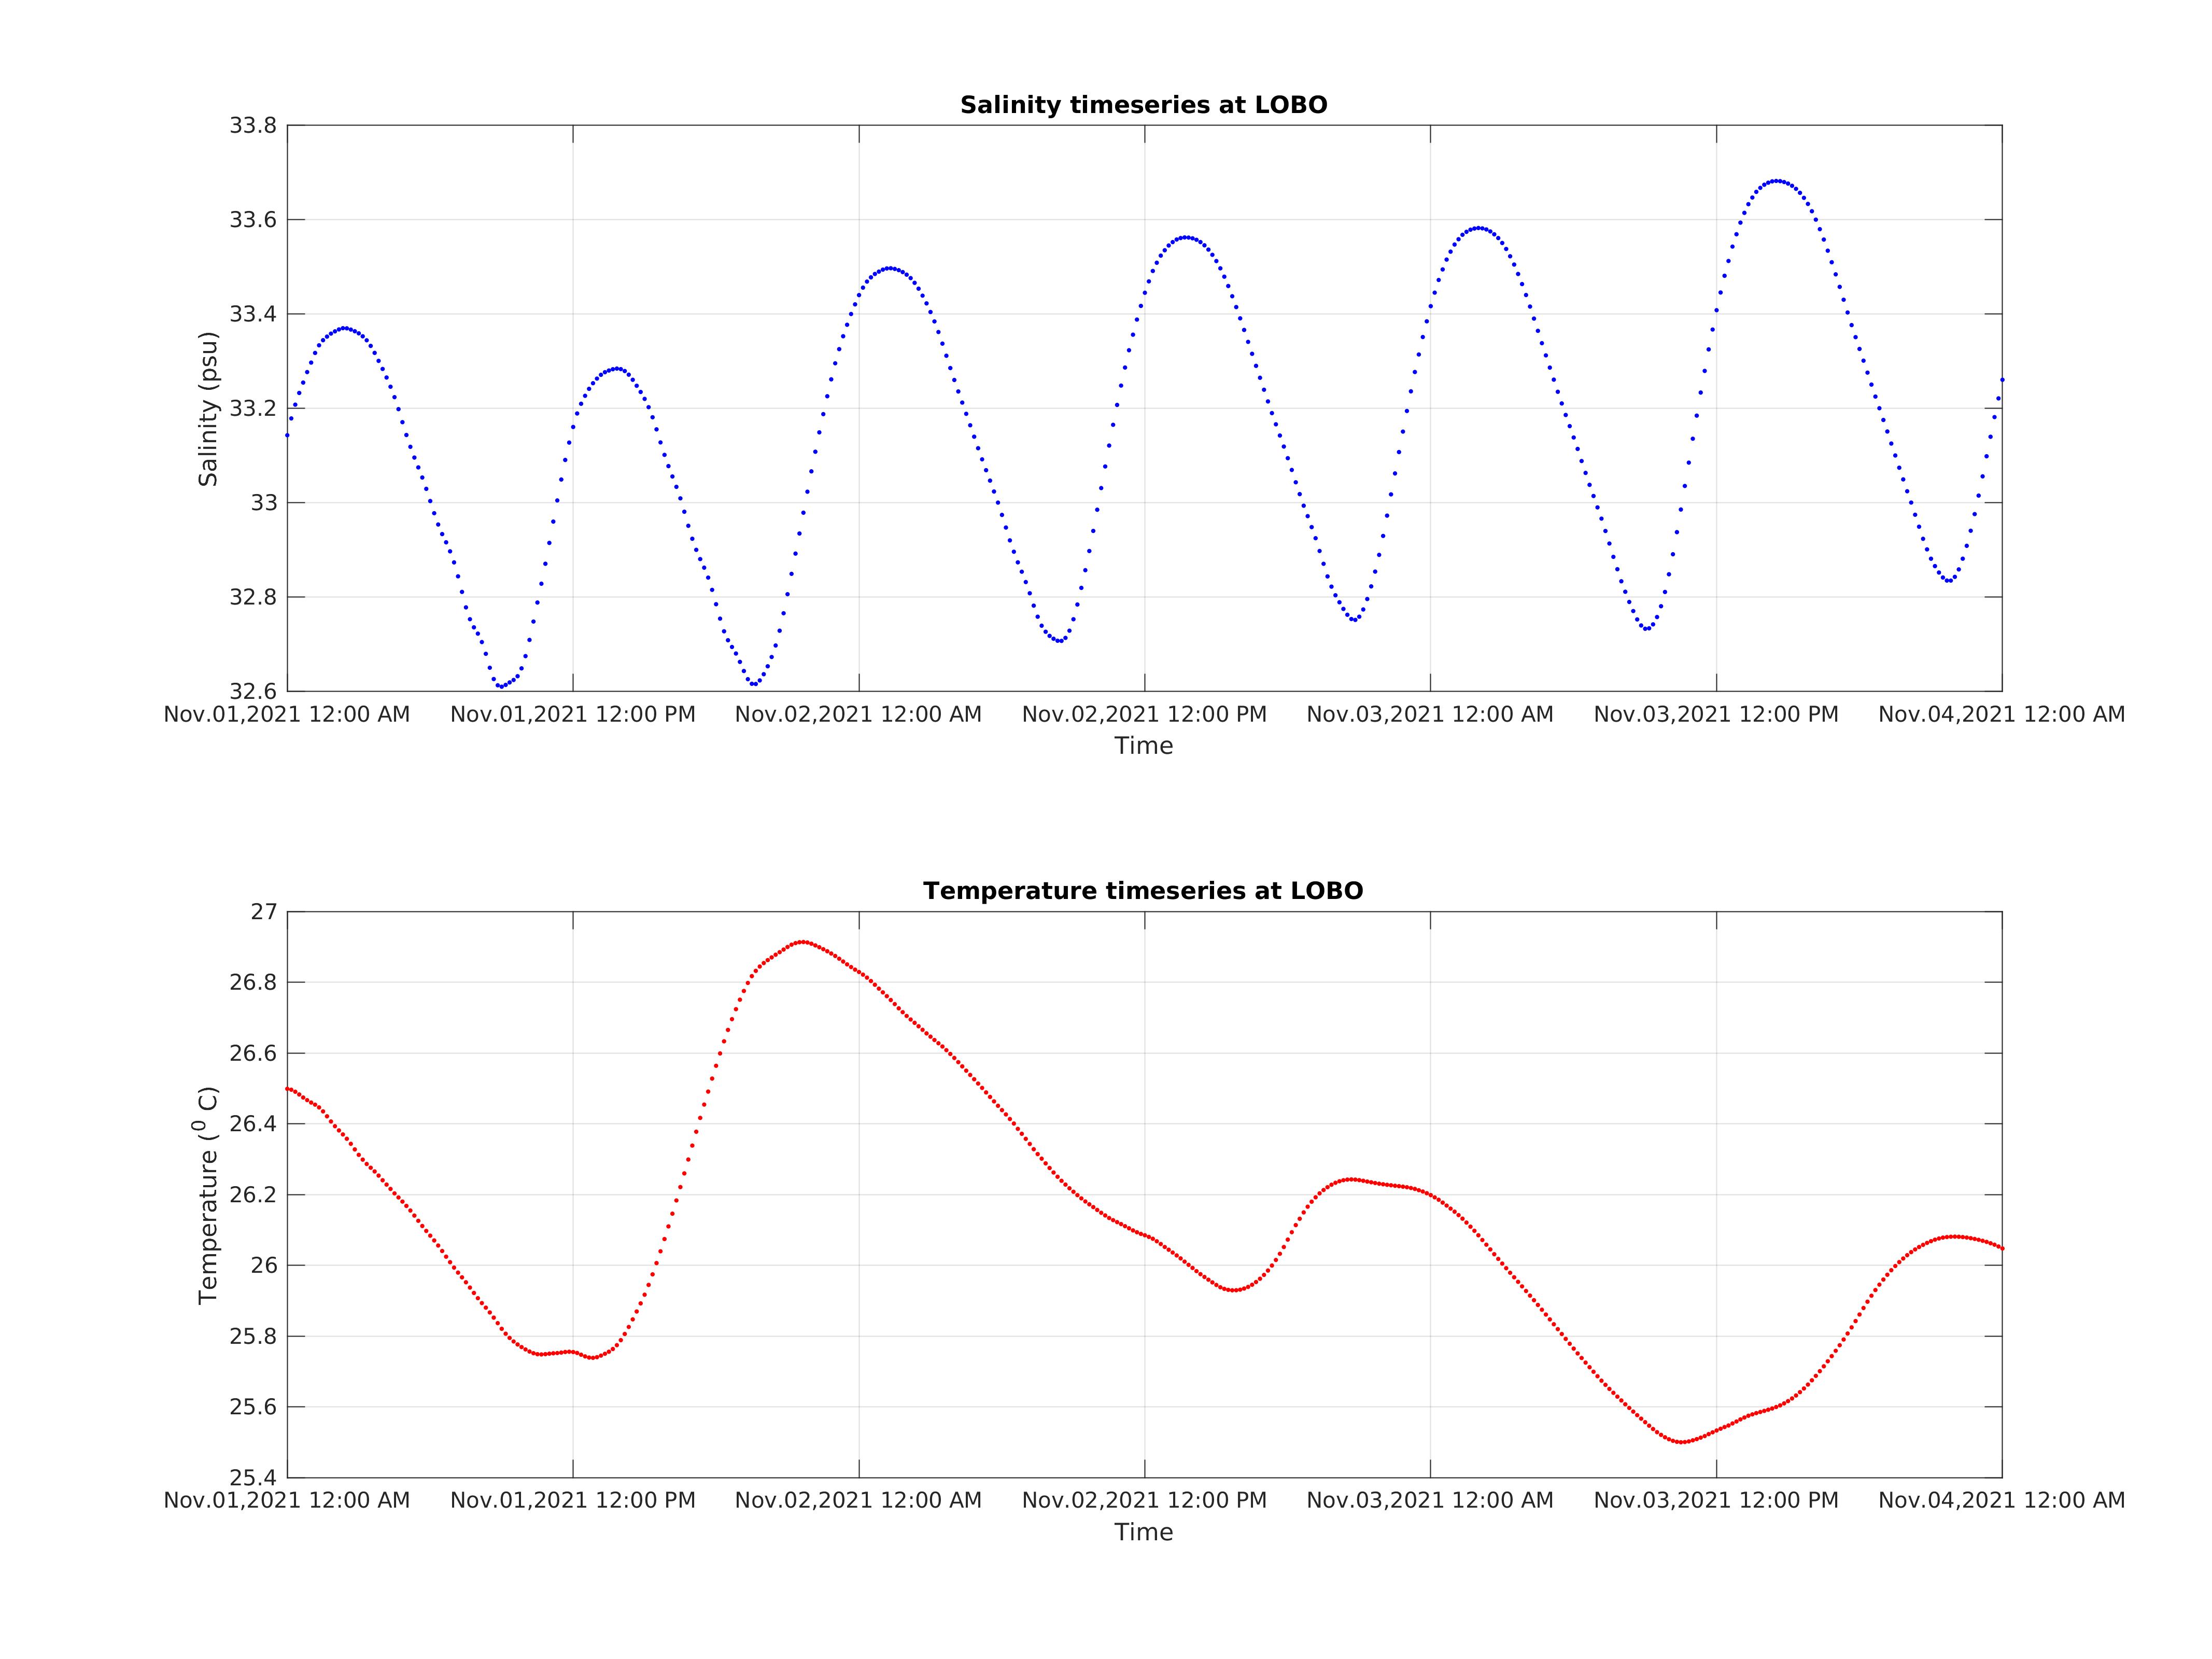 Salinity timeseries at LOBO
33.8
33.6
33.4
33.2
33
32.8
32.6
Salinity (psu)
Nov.01,2021 12:00 AM Nov.01,2021 12:00 PM Nov.02,2021 12:00 AM Nov.02,2021 12:00 PM Nov.03,2021 12:00 AM Nov.03,2021 12:00 PM Nov.04,2021 12:00 AM
Time
Temperature timeseries at LOBO
27
26.8
26.6
26.4
26.2
26
25.8
25.6
25.4
Temperature (⁰ C)
Nov.01,2021 12:00 AM Nov.01,2021 12:00 PM Nov.02,2021 12:00 AM Nov.02,2021 12:00 PM Nov.03,2021 12:00 AM Nov.03,2021 12:00 PM Nov.04,2021 12:00 AM
Time